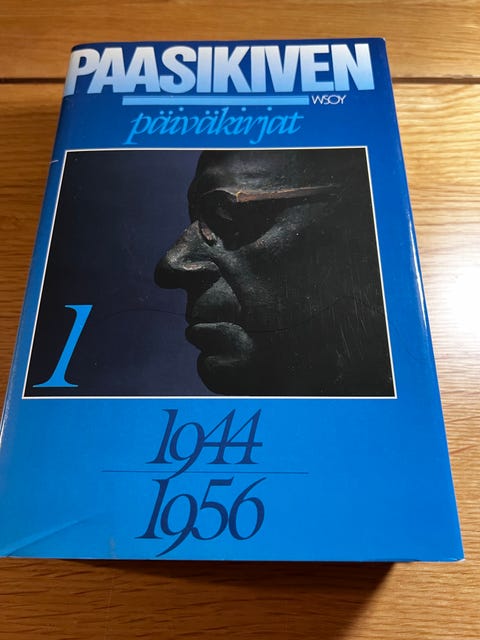 PAASIKIVEN
WSOY
päiväkirjat
1
1944
1956